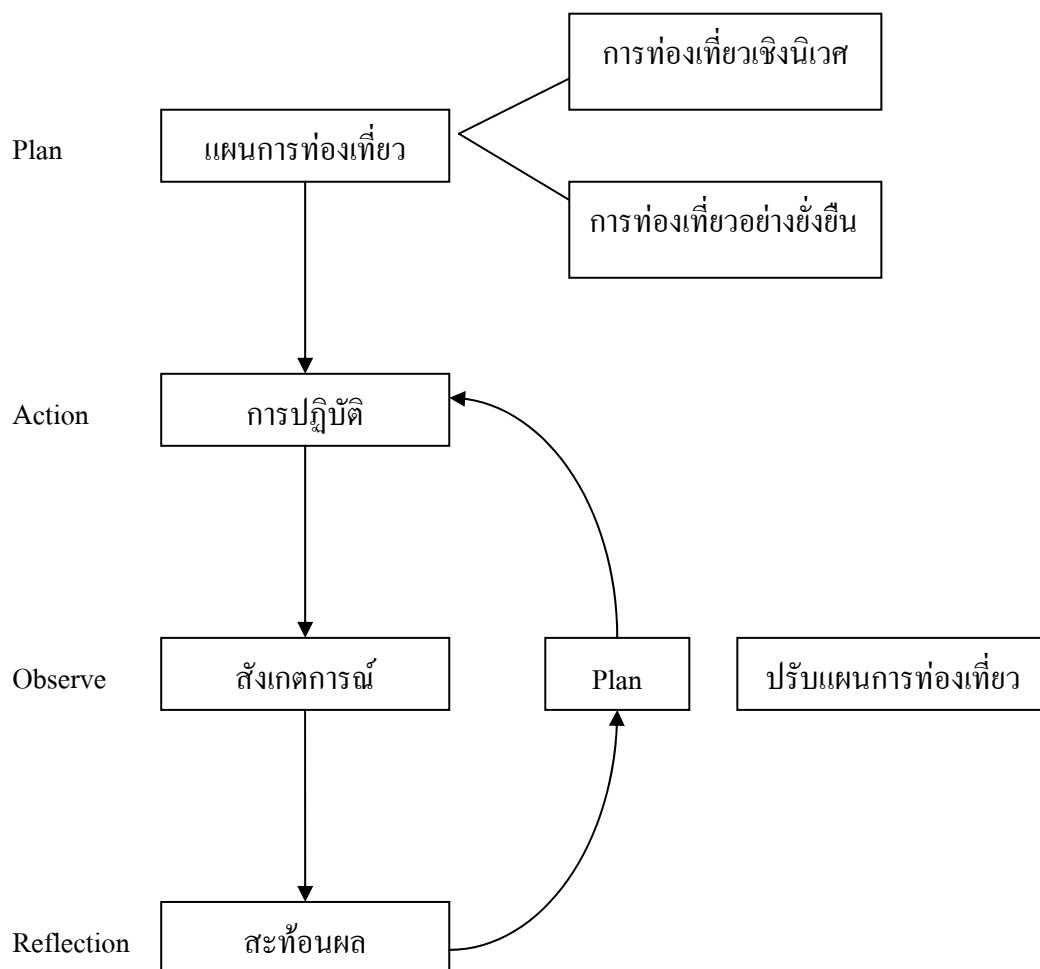 การท่องเที่ยวเชิงนิเวศ
Plan
แผนการท่องเที่ยว
การท่องเที่ยวอย่างยั่งยืน
Action
การปฏิบัติ
Observe
สังเกตการณ์
Plan
ปรับแผนการท่องเที่ยว
Reflection
สะท้อนผล